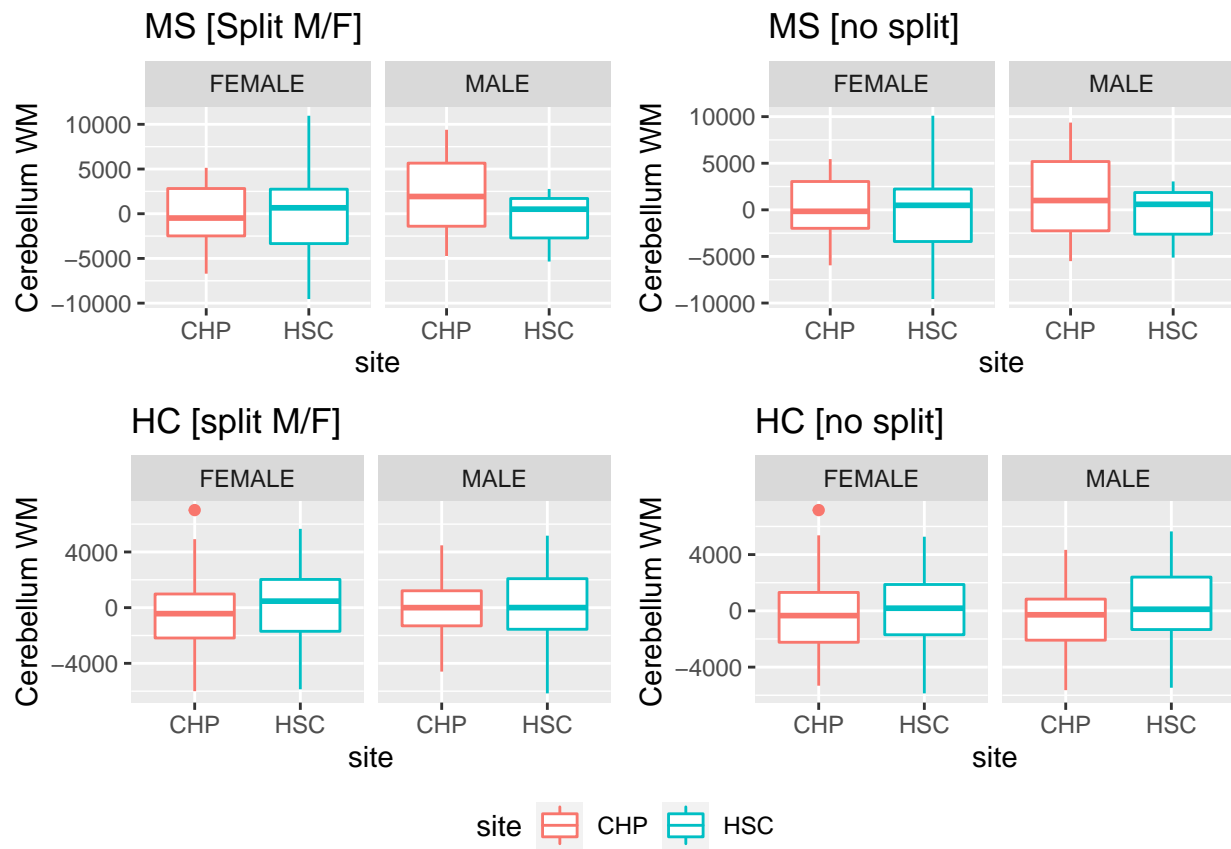 MS [Split M/F]
FEMALE MALE
Cerebellum WM
10000
5000
0
−5000
−10000
CHP HSC CHP HSC
site
MS [no split]
FEMALE MALE
Cerebellum WM
10000
5000
0
−5000
−10000
CHP HSC CHP HSC
site
HC [split M/F]
FEMALE MALE
Cerebellum WM
4000
0
−4000
CHP HSC CHP HSC
site
HC [no split]
FEMALE MALE
Cerebellum WM
4000
0
−4000
CHP HSC CHP HSC
site
site CHP HSC